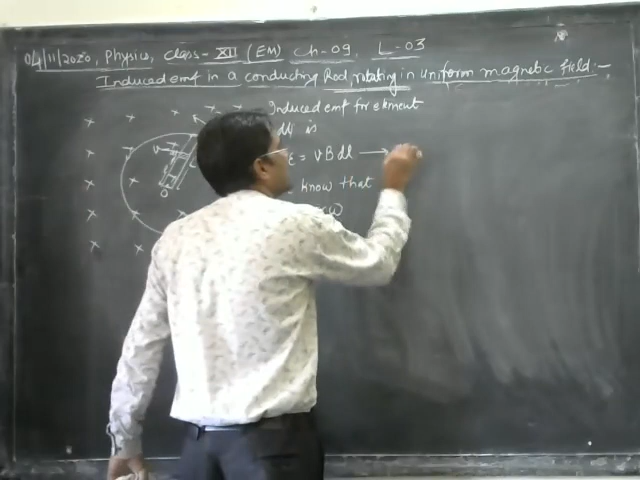 04/11/2020, Physics, Class-XII (EM) Ch-09, L-03
Induced emf in a conducting Rod rotating in Uniform magnetic field:-
Induced emf for element
dl is
ε = vBdl →
know that
ω
v
O